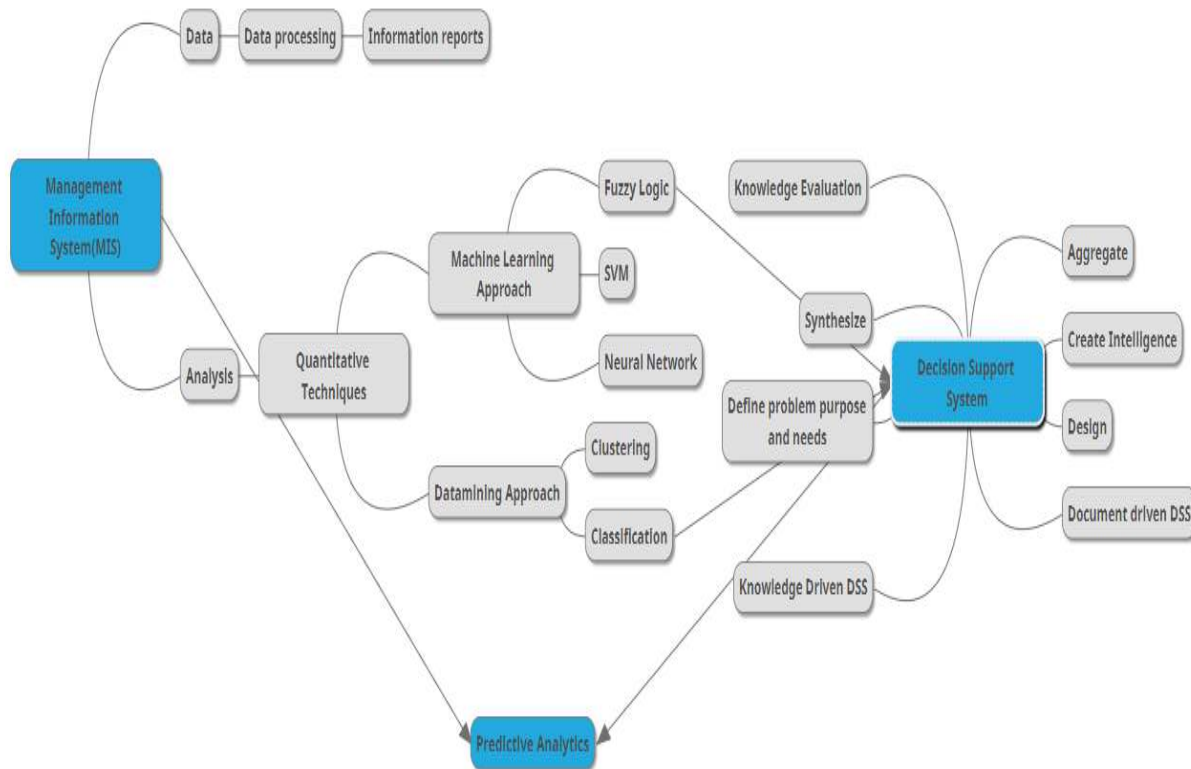 Data
Data processing
Information reports
Management
Information
System(MIS)
Analysis
Quantitative
Techniques
Machine Learning
Approach
Fuzzy Logic
SVM
Neural Network
Datamining Approach
Clustering
Classification
Knowledge Evaluation
Synthesize
Define problem purpose
and needs
Knowledge Driven DSS
Decision Support
System
Aggregate
Create Intelligence
Design
Document driven DSS
Predictive Analytics